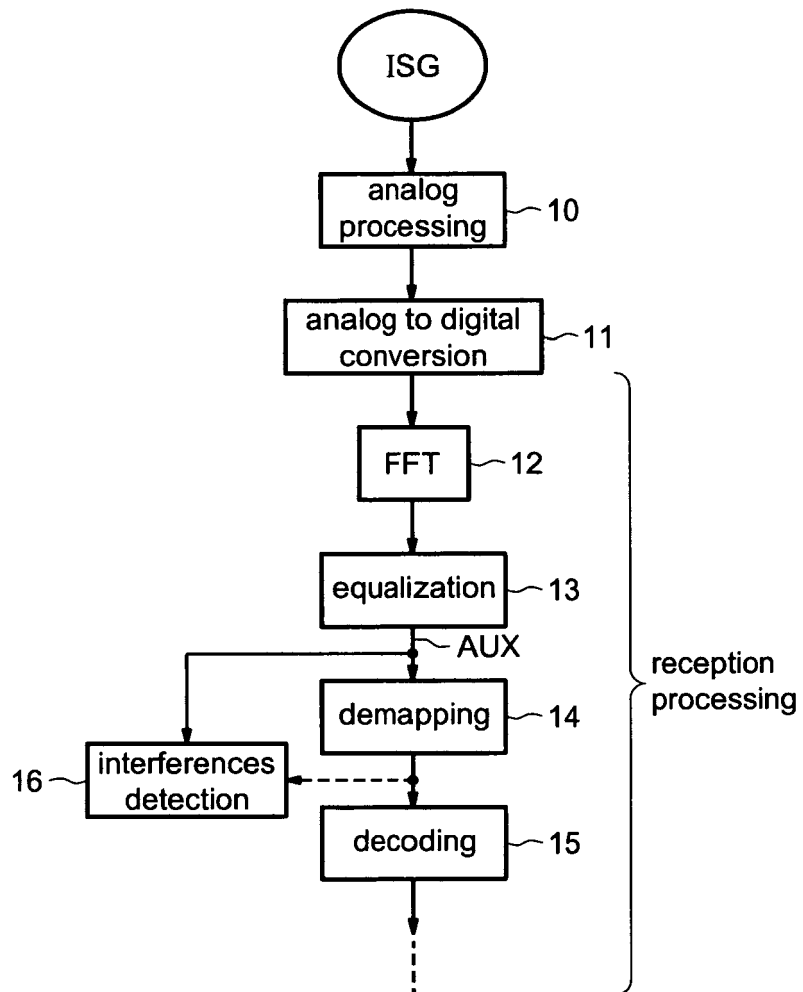 ISG
analog
processing
10
analog to digital
conversion
11
FFT
12
equalization
13
AUX
reception
processing
demapping
14
16
interferences
detection
decoding
15